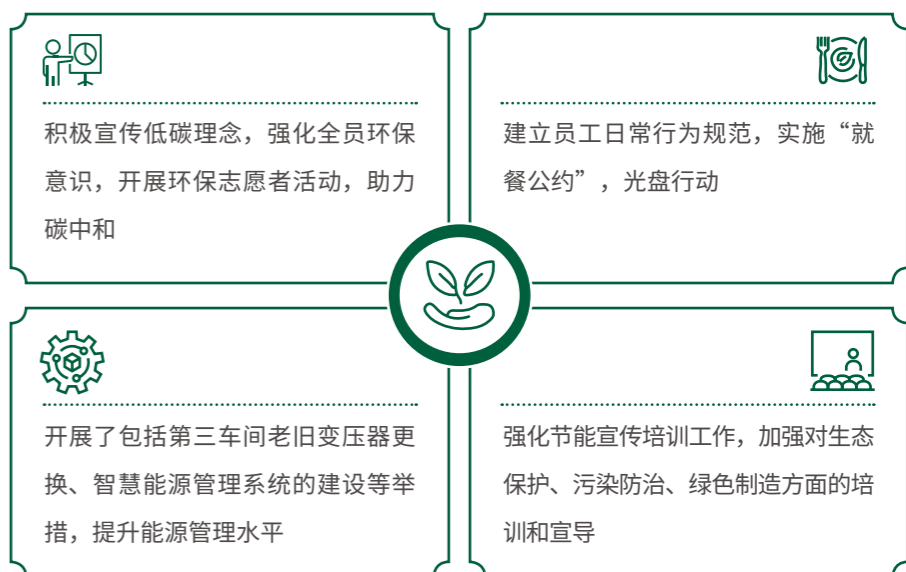 积极宣传低碳理念，强化全员环保
意识，开展环保志愿者活动，助力
碳中和
建立员工日常行为规范，实施“就
餐公约”，光盘行动
开展了包括第三车间老旧变压器更
换、智慧能源管理系统的建设等举
措，提升能源管理水平
强化节能宣传培训工作，加强对生态
保护、污染防治、绿色制造方面的培
训和宣导